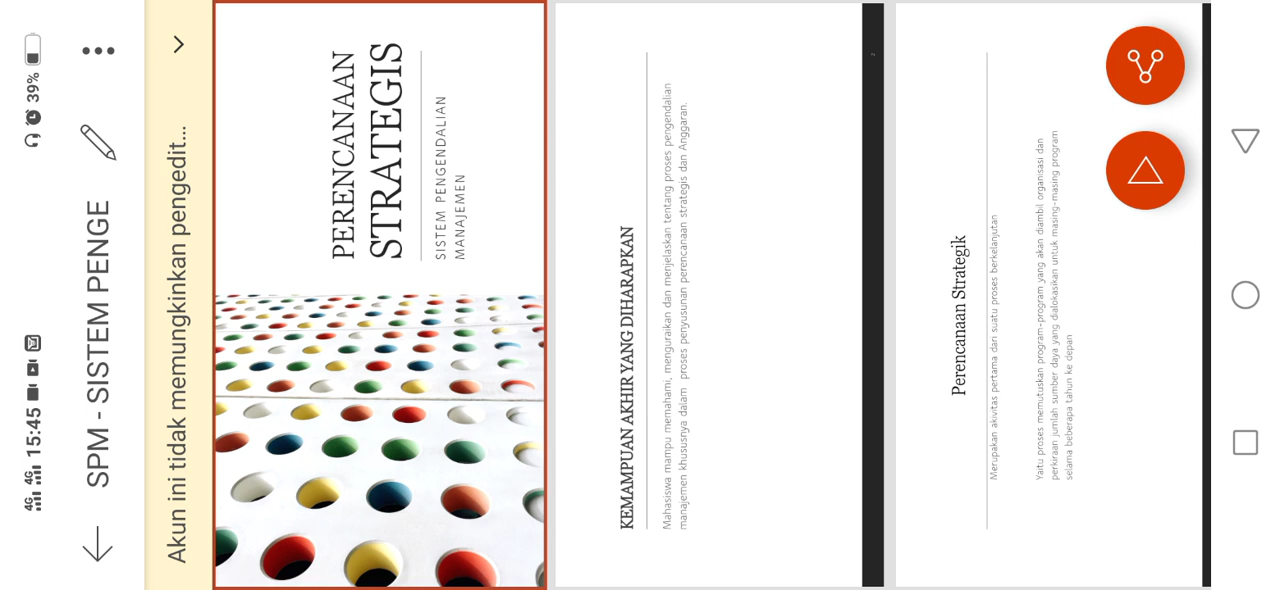 4G 4G 15:45
39%
SPM - SISTEM PENGE
Akun ini tidak memungkinkan pengedit...
PERENCANAAN
STRATEGIS
SISTEM PENGENDALIAN
MANAJEMEN
KEMAMPUAN AKHIR YANG DIHARAPKAN
Mahasiswa mampu memahami, menguraikan dan menjelaskan tentang proses pengendalian
manajemen khususnya dalam proses penyusunan perencanaan strategis dan Anggaran.
2
Perencanaan Strategik
Merupakan akivitas pertama dari suatu proses berkelanjutan
Yaitu proses memutuskan program-program yang akan diambil organisasi dan
perkiraan jumlah sumber daya yang dialokasikan untuk masing-masing program
selama beberapa tahun ke depan